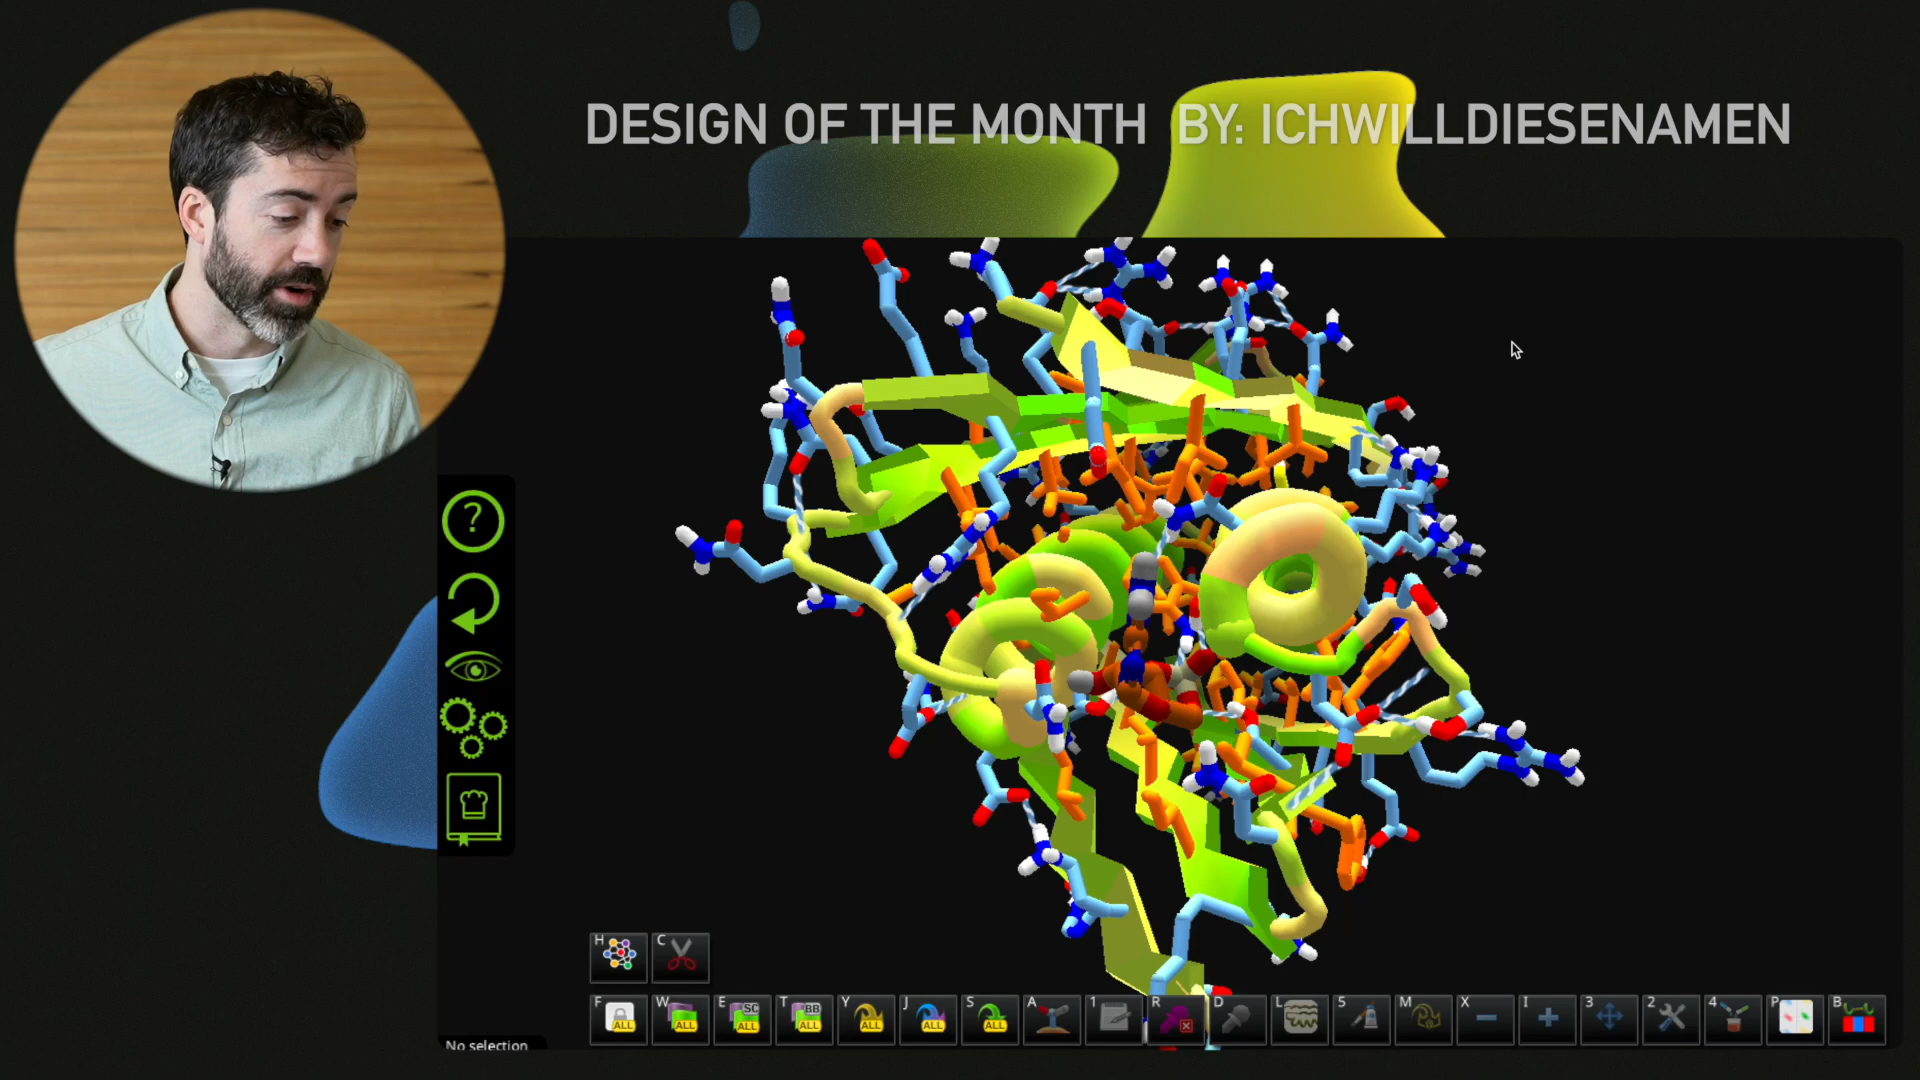 DESIGN OF THE MONTH BY: ICHWILLDIESENAMEN
?
H C
F W E T Y J S A 1 R D L 5 M X I 3 2 4 P B
ALL ALL SC ALL BB ALL ALL ALL ALL
No selection